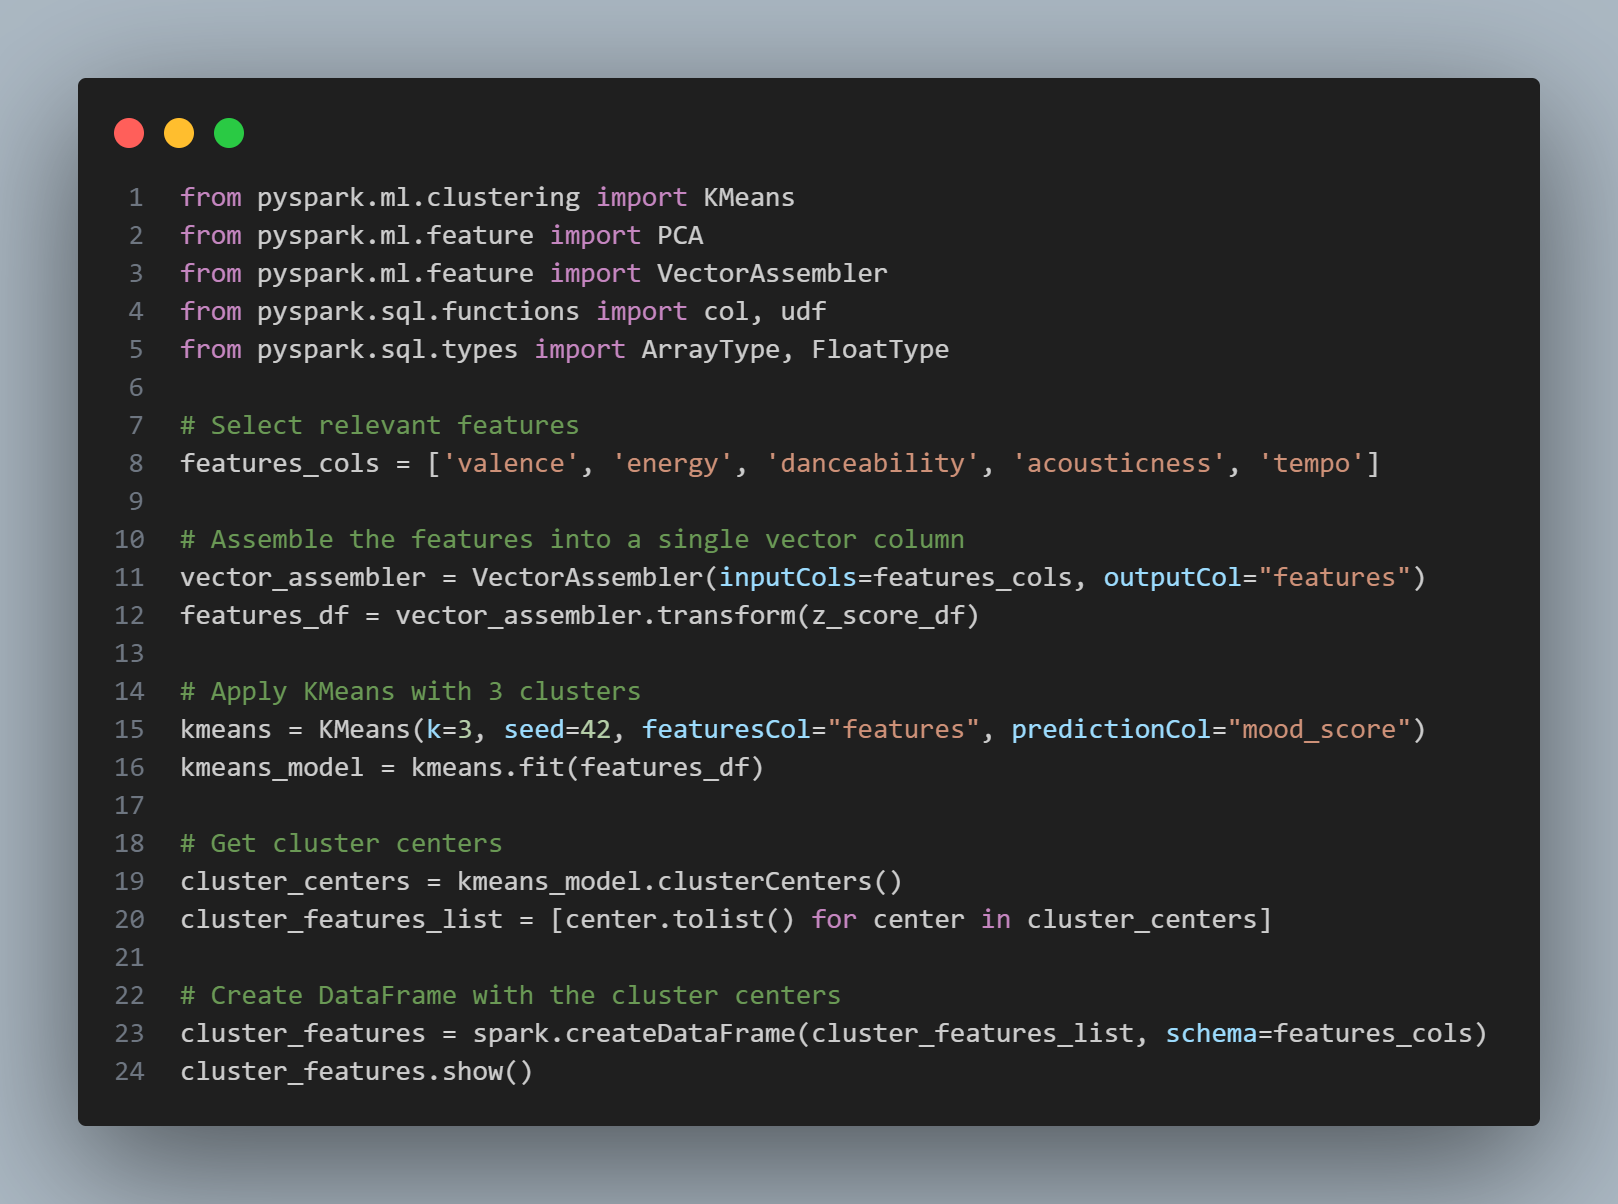 1 from pyspark.ml.clustering import KMeans
2 from pyspark.ml.feature import PCA
3 from pyspark.ml.feature import VectorAssembler
4 from pyspark.sql.functions import col, udf
5 from pyspark.sql.types import ArrayType, FloatType
6
7 # Select relevant features
8 features_cols = ['valence', 'energy', 'danceability', 'acousticness', 'tempo']
9
10 # Assemble the features into a single vector column
11 vector_assembler = VectorAssembler(inputCols=features_cols, outputCol="features")
12 features_df = vector_assembler.transform(z_score_df)
13
14 # Apply KMeans with 3 clusters
15 kmeans = KMeans(k=3, seed=42, featuresCol="features", predictionCol="mood_score")
16 kmeans_model = kmeans.fit(features_df)
17
18 # Get cluster centers
19 cluster_centers = kmeans_model.clusterCenters()
20 cluster_features_list = [center.tolist() for center in cluster_centers]
21
22 # Create DataFrame with the cluster centers
23 cluster_features = spark.createDataFrame(cluster_features_list, schema=features_cols)
24 cluster_features.show()